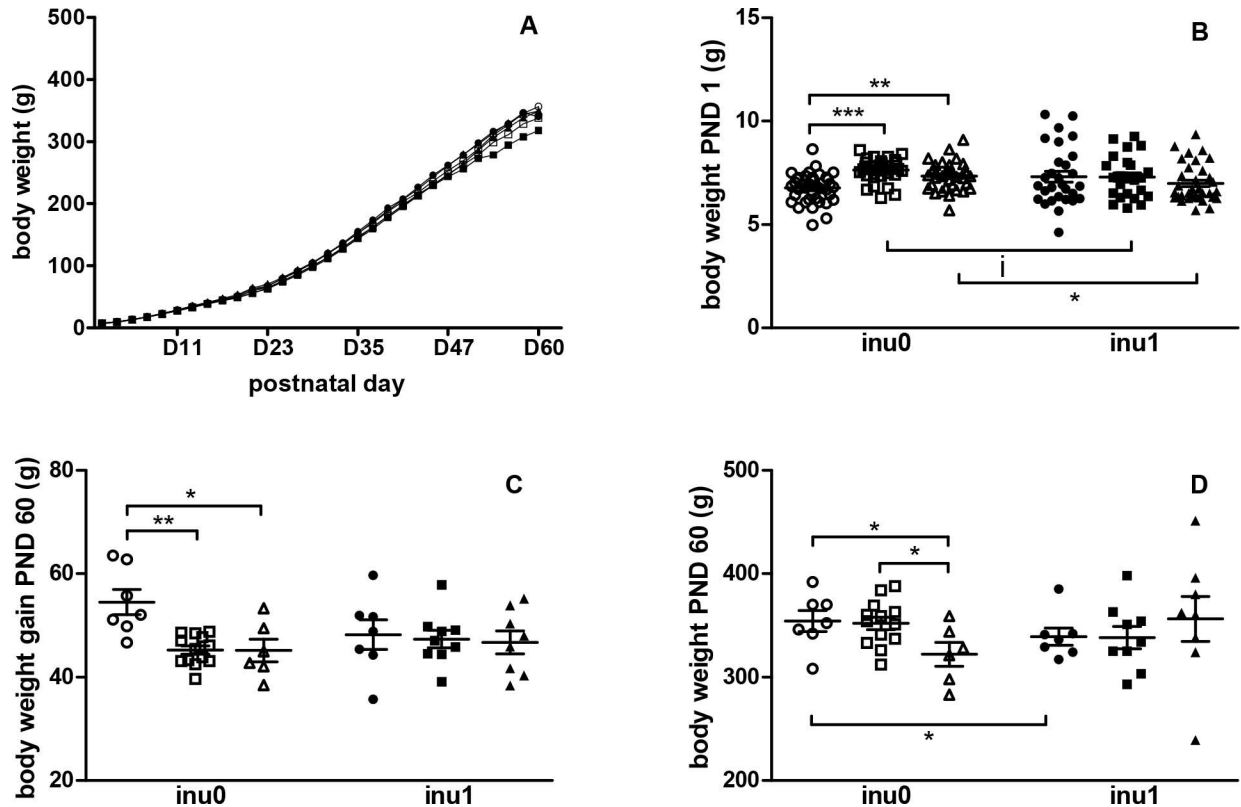 A
body weight (g)
500
400
300
200
100
0
D11 D23 D35 D47 D60
postnatal day
B
body weight PND 1 (g)
15
10
5
0
**
***
i
*
inu0 inu1
C
body weight gain PND 60 (g)
80
60
40
20
*
**
inu0 inu1
D
body weight PND 60 (g)
500
400
300
200
*
*
*
inu0 inu1